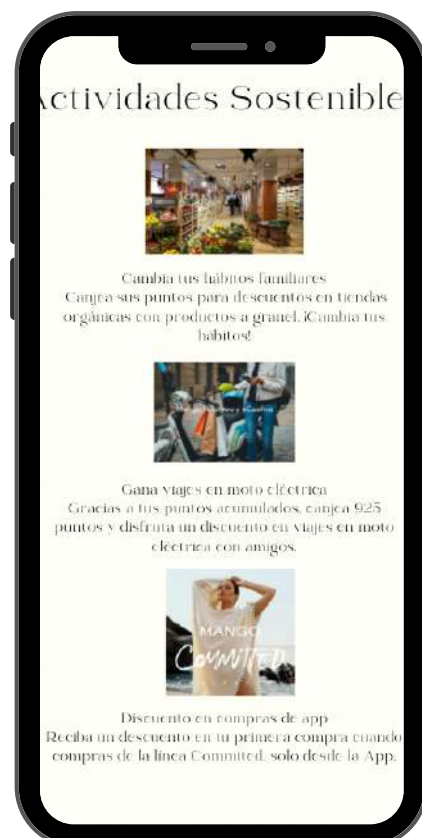 Actividades Sostenible
Cambia tus hábitos familiares
Canjea sus puntos para descuentos en tiendas
orgánicas con productos a granel. ¡Cambia tus
hábitos!
Gana viajes en moto eléctrica
Gracias a tus puntos acumulados, canjea 925
puntos y disfruta un descuento en viajes en moto
eléctrica con amigos.
MANGO
Committed
Discuento en compras de app
Reciba un descuento en tu primera compra cuando
compras de la línea Commited, solo desde la App.